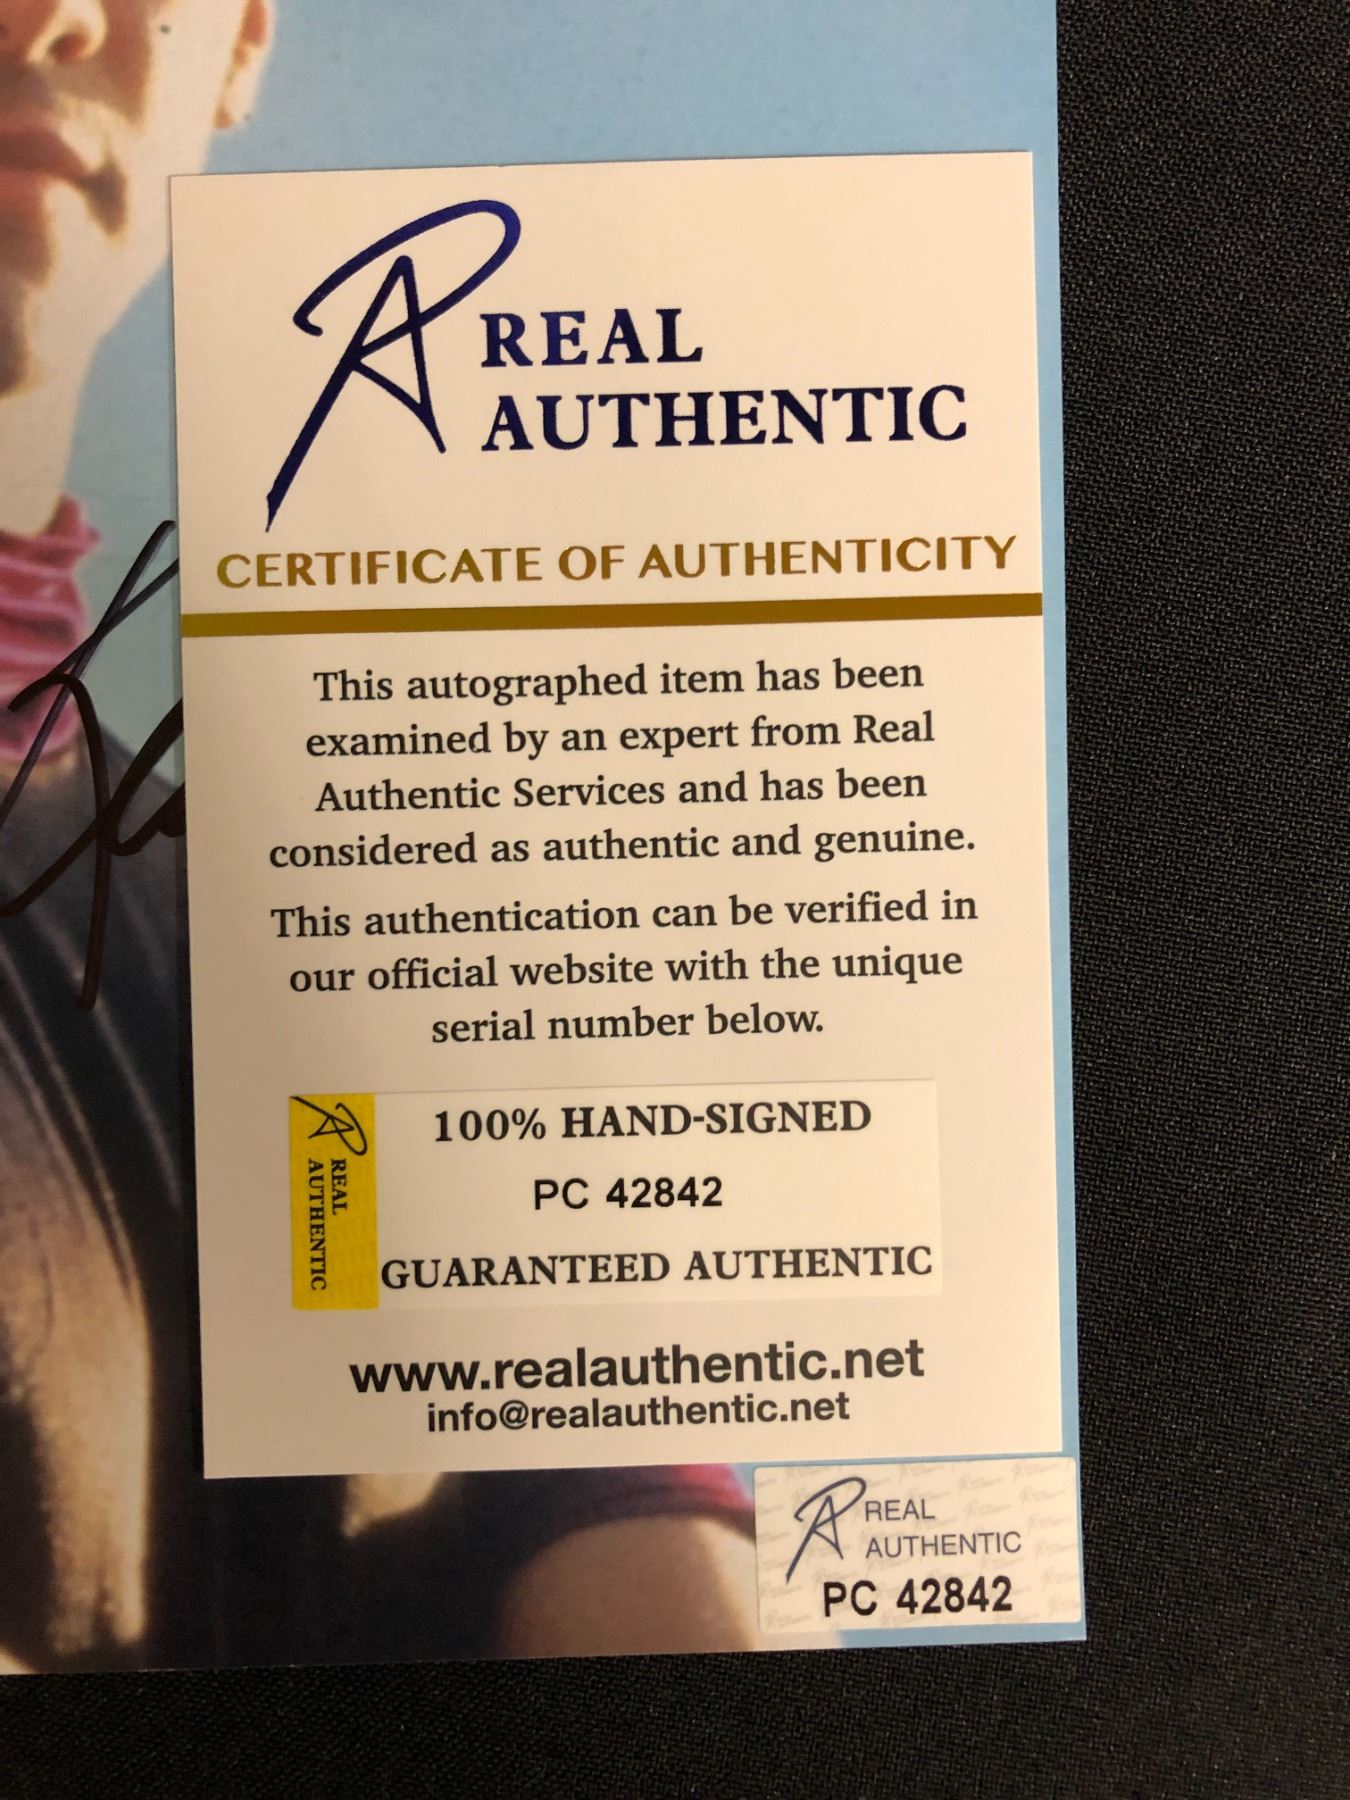 REAL
AUTHENTIC
CERTIFICATE OF AUTHENTICITY
This autographed item has been
examined by an expert from Real
Authentic Services and has been
considered as authentic and genuine.
This authentication can be verified in
our official website with the unique
serial number below.
REAL
AUTHENTIC
100% HAND-SIGNED
PC 42842
GUARANTEED AUTHENTIC
www.realauthentic.net
info@realauthentic.net
REAL
AUTHENTIC
PC 42842